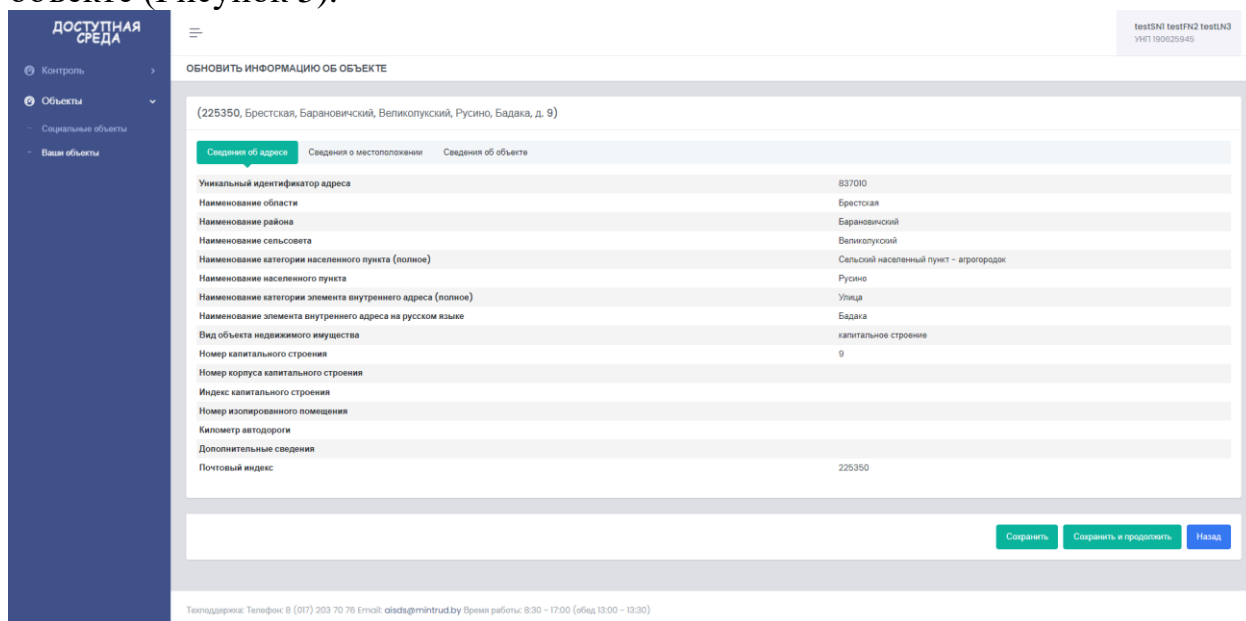 объекте (Рисунок 5).
ДОСТУПНАЯ
СРЕДА
testSN1 testFN2 testLN3
УНП 190625945
Контроль
ОБНОВИТЬ ИНФОРМАЦИЮ ОБ ОБЪЕКТЕ
Объекты
Социальные объекты
Ваши объекты
(225350, Брестская, Барановичский, Великолукский, Русино, Бадака, д. 9)
Сведения об адресе Сведения о местоположении Сведения об объекте
Уникальный идентификатор адреса 837010
Наименование области Брестская
Наименование района Барановичский
Наименование сельсовета Великолукский
Наименование категории населенного пункта (полное) Сельский населенный пункт - агрогородок
Наименование населенного пункта Русино
Наименование категории элемента внутреннего адреса (полное) Улица
Наименование элемента внутреннего адреса на русском языке Бадака
Вид объекта недвижимого имущества капитальное строение
Номер капитального строения 9
Номер корпуса капитального строения
Индекс капитального строения
Номер изолированного помещения
Километр автодороги
Дополнительные сведения
Почтовый индекс 225350
Сохранить Сохранить и продолжить Назад
Техподдержка: Телефон: 8 (017) 203 70 76 Email: aisds@mintrud.by Время работы: 8:30 - 17:00 (обед 13:00 - 13:30)